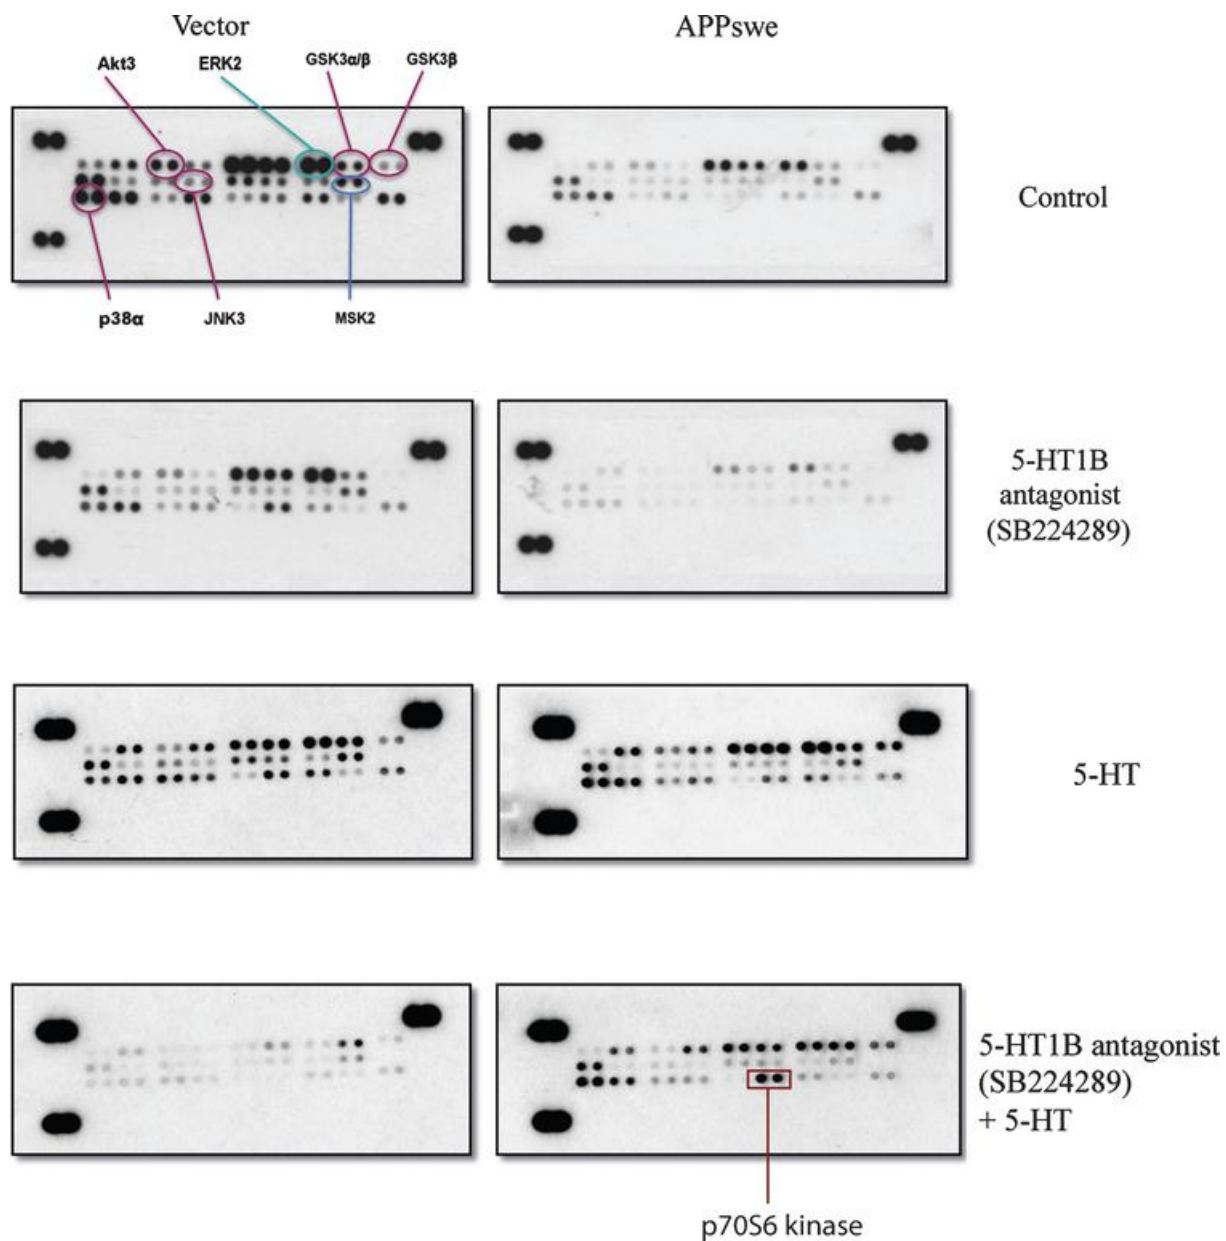 Vector
APPswe
Akt3
ERK2
GSK3α/β
GSK3β
Control
p38α
JNK3
MSK2
5-HT1B
antagonist
(SB224289)
5-HT
5-HT1B antagonist
(SB224289)
+ 5-HT
p70S6 kinase